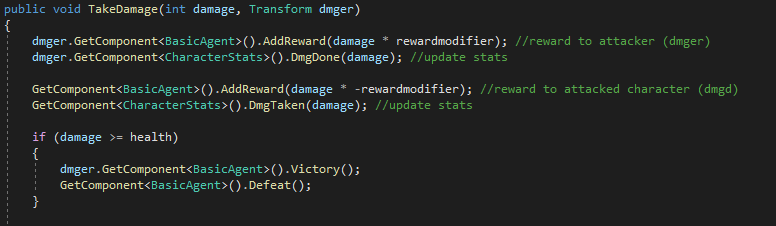 public void TakeDamage(int damage, Transform dmger)
{
dmger.GetComponent<BasicAgent>().AddReward(damage * rewardmodifier); //reward to attacker (dmger)
dmger.GetComponent<CharacterStats>().DmgDone(damage); //update stats
GetComponent<BasicAgent>().AddReward(damage * -rewardmodifier); //reward to attacked character (dmgd)
GetComponent<CharacterStats>().DmgTaken(damage); //update stats
if (damage >= health)
{
dmger.GetComponent<BasicAgent>().Victory();
GetComponent<BasicAgent>().Defeat();
}